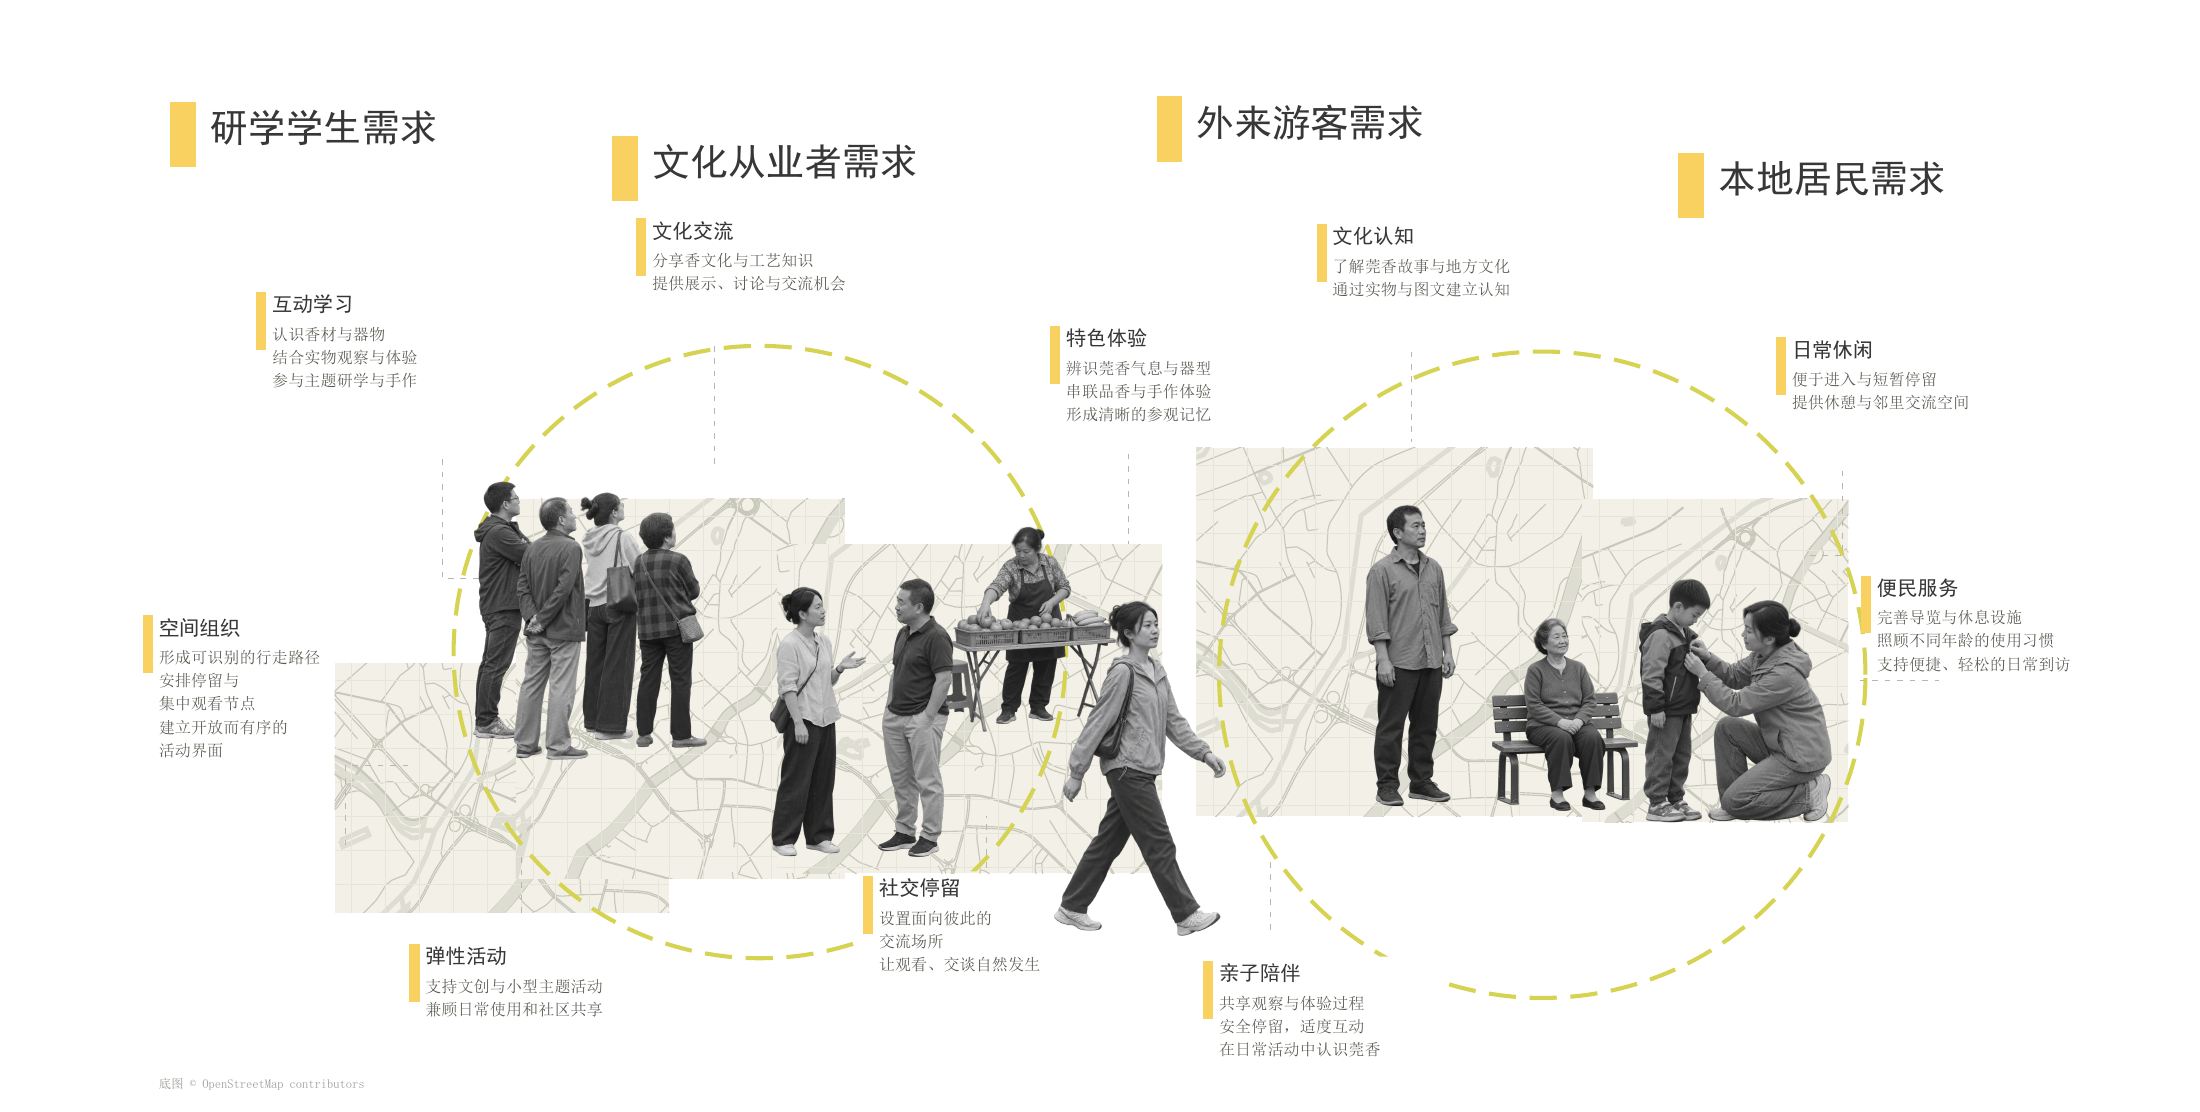 研学学生需求
文化从业者需求
外来游客需求
本地居民需求
文化交流
分享香文化与工艺知识
提供展示、讨论与交流机会
文化认知
了解莞香故事与地方文化
通过实物与图文建立认知
互动学习
认识香材与器物
结合实物观察与体验
参与主题研学与手作
特色体验
辨识莞香气息与器型
串联品香与手作体验
形成清晰的参观记忆
日常休闲
便于进入与短暂停留
提供休憩与邻里交流空间
空间组织
形成可识别的行走路径
安排停留与
集中观看节点
建立开放而有序的
活动界面
便民服务
完善导览与休息设施
照顾不同年龄的使用习惯
支持便捷、轻松的日常到访
社交停留
设置面向彼此的
交流场所
让观看、交谈自然发生
弹性活动
支持文创与小型主题活动
兼顾日常使用和社区共享
亲子陪伴
共享观察与体验过程
安全停留，适度互动
在日常活动中认识莞香
底图 © OpenStreetMap contributors